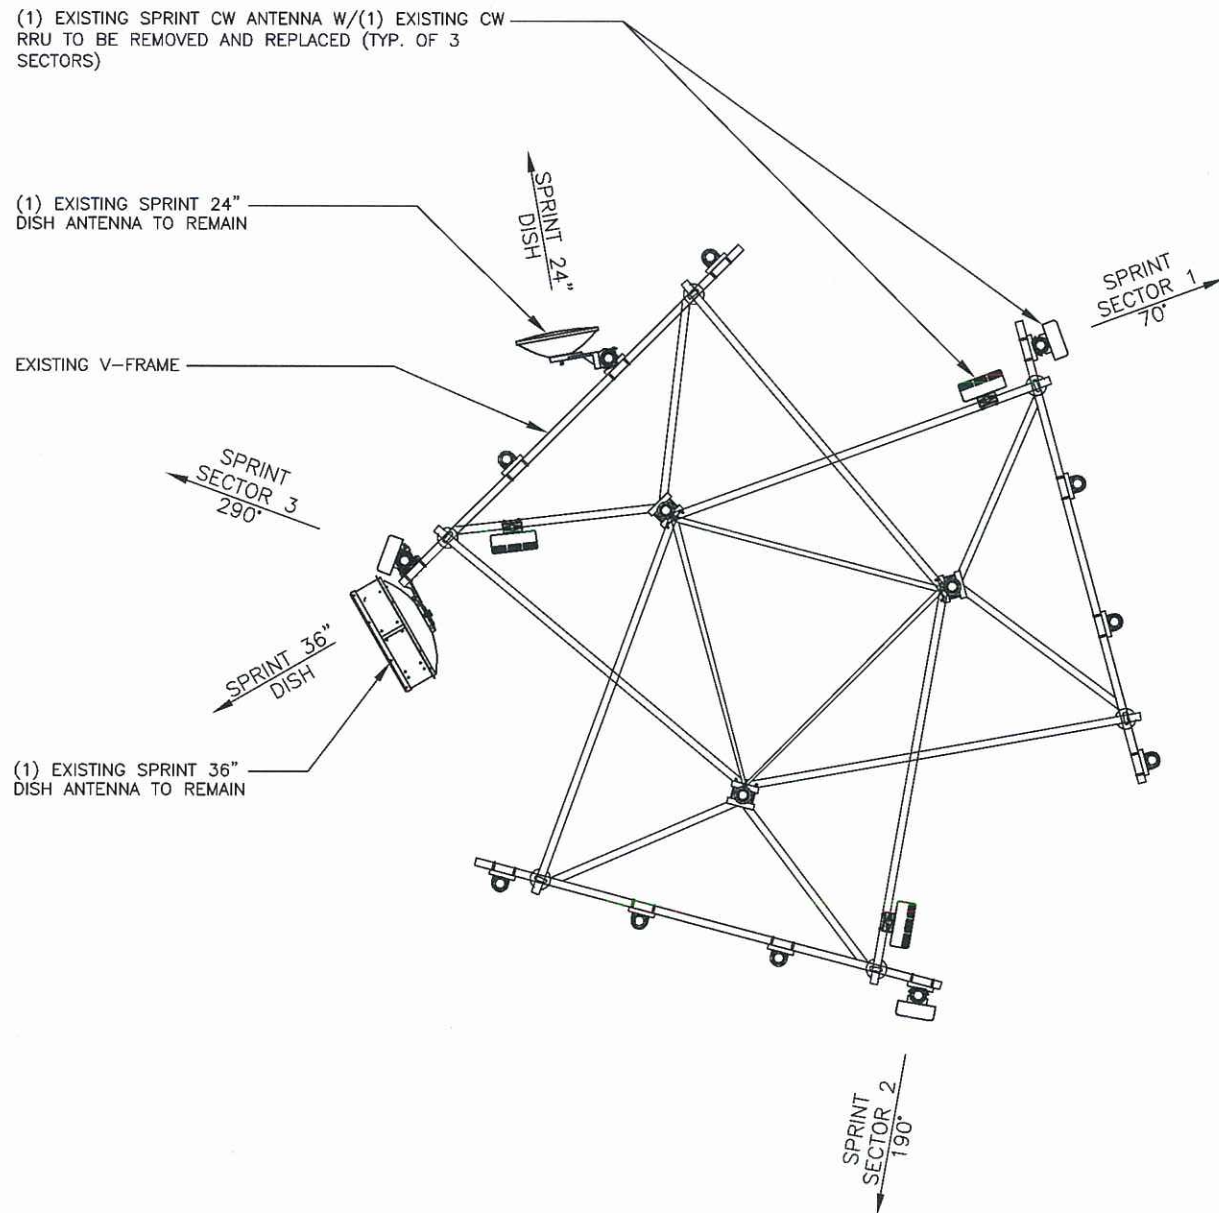 (1) EXISTING SPRINT CW ANTENNA W/(1) EXISTING CW
RRU TO BE REMOVED AND REPLACED (TYP. OF 3
SECTORS)
(1) EXISTING SPRINT 24"
DISH ANTENNA TO REMAIN
SPRINT 24"
DISH
SPRINT
SECTOR 1
70°
EXISTING V-FRAME
SPRINT
SECTOR 3
290°
SPRINT 36"
DISH
(1) EXISTING SPRINT 36"
DISH ANTENNA TO REMAIN
SPRINT
SECTOR 2
190°